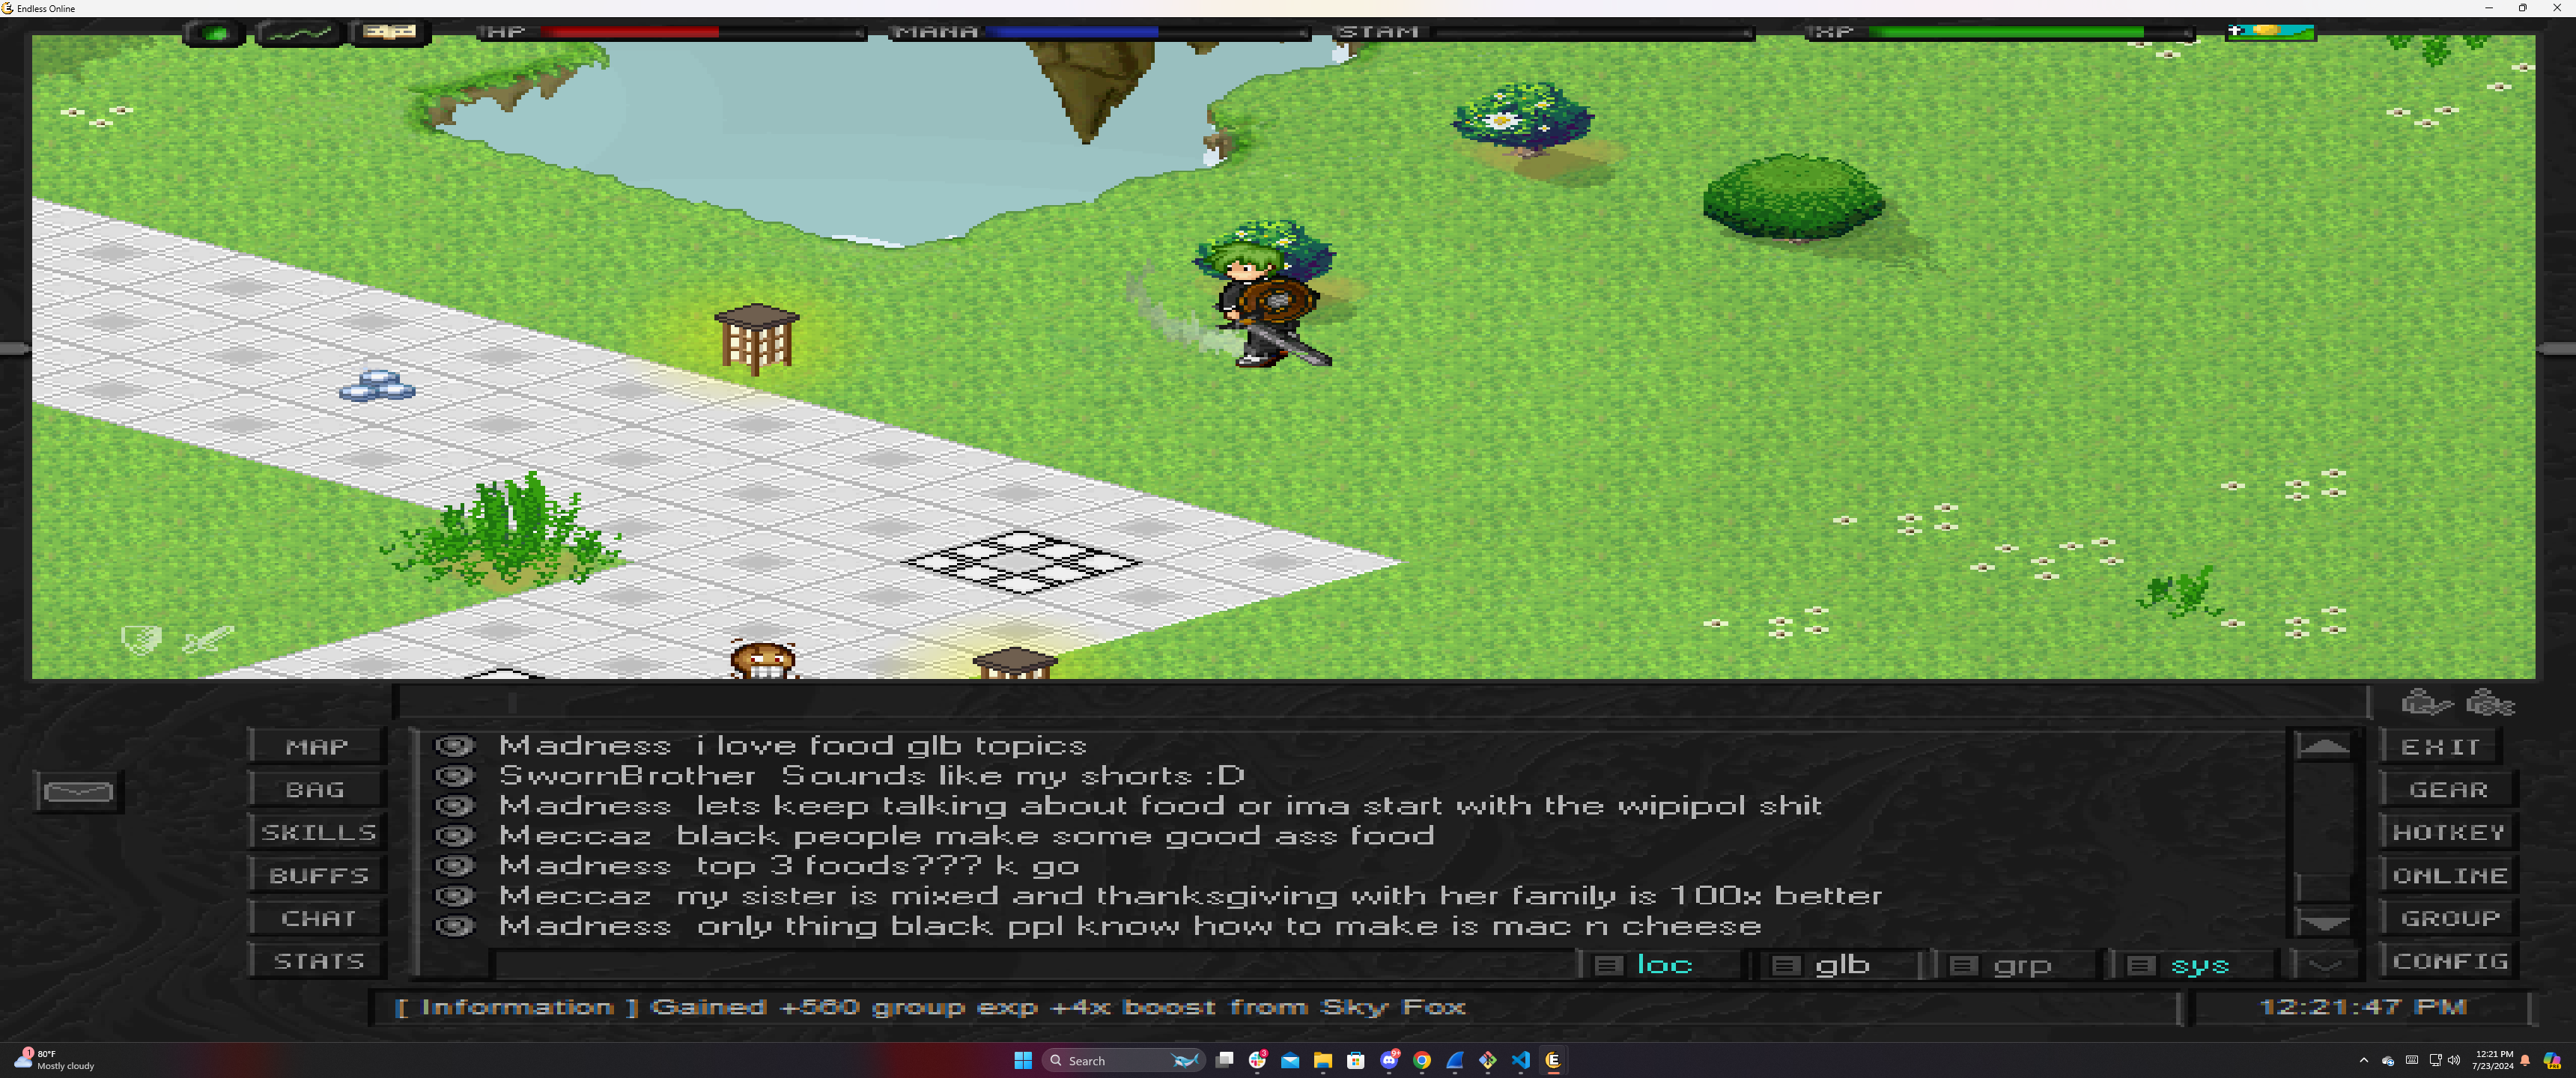 Endless Online
HP MANA STAM XP
Madness i love food glb topics
SwornBrother Sounds like my shorts :D
Madness lets keep talking about food or ima start with the wipipol shit
Meccaz black people make some good ass food
Madness top 3 foods??? k go
Meccaz my sister is mixed and thanksgiving with her family is 100x better
Madness only thing black ppl know how to make is mac n cheese
MAP
BAG
SKILLS
BUFFS
CHAT
STATS
EXIT
GEAR
HOTKEY
ONLINE
GROUP
CONFIG
loc glb grp sys
[ Information ] Gained +560 group exp +4x boost from Sky Fox
12:21:47 PM
1
80°F
Mostly cloudy
Search
3
9+
12:21 PM
7/23/2024